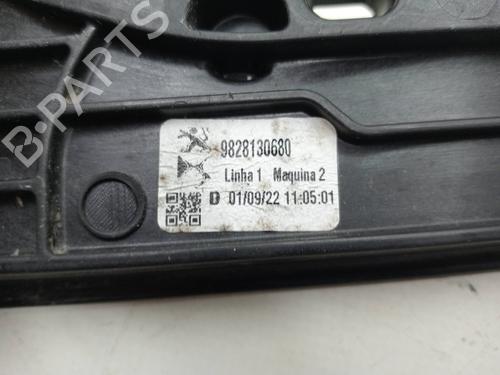 B-PARTS
9828130680
Linha 1 Maquina 2
D 01/09/22 11:05:01